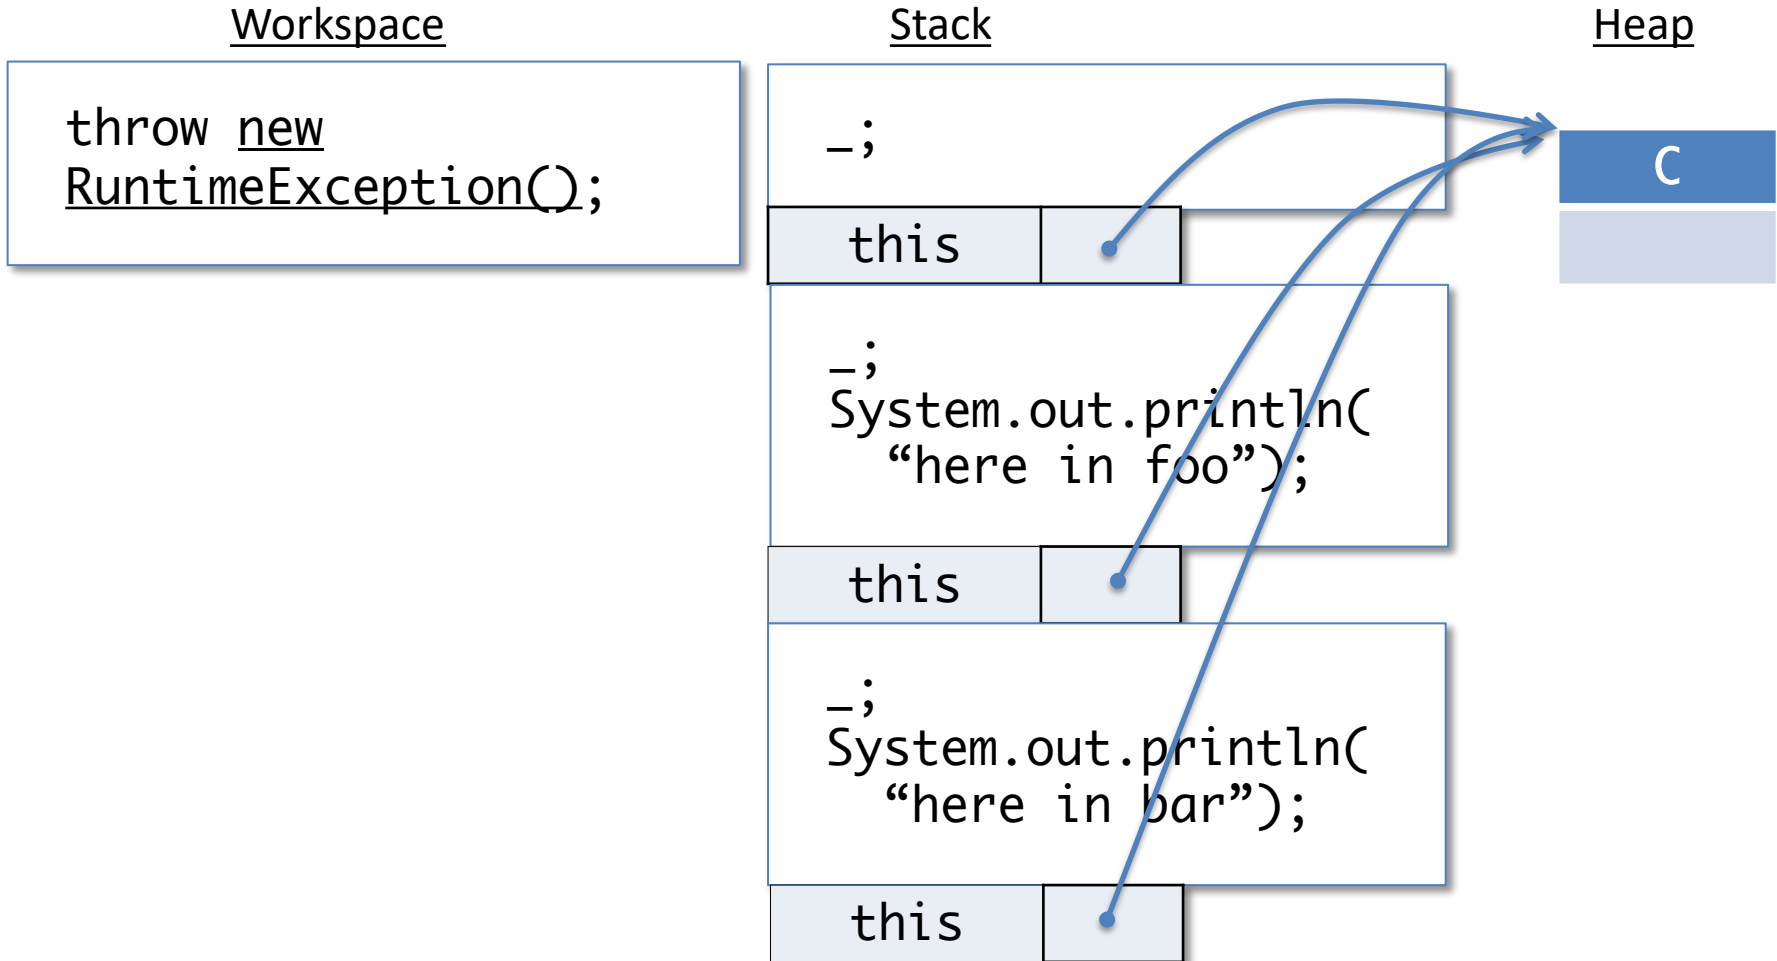 Workspace
Stack
Heap
throw new
RuntimeException();
_;
C
this
_;
System.out.println(
“here in foo”);
this
_;
System.out.println(
“here in bar”);
this